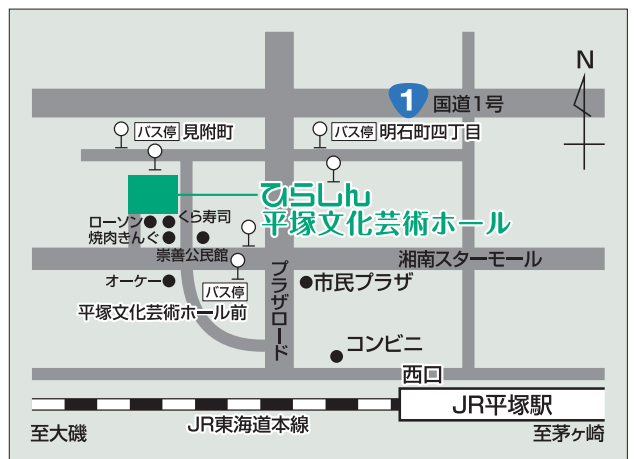 N
1
国道1号
バス停 見附町
バス停 明石町四丁目
ひらしん
平塚文化芸術ホール
ローソン
くら寿司
焼肉きんぐ
崇善公民館
湘南スターモール
オーケー
バス停
平塚文化芸術ホール前
プラザロード
市民プラザ
コンビニ
西口
JR平塚駅
JR東海道本線
至大磯
至茅ヶ崎